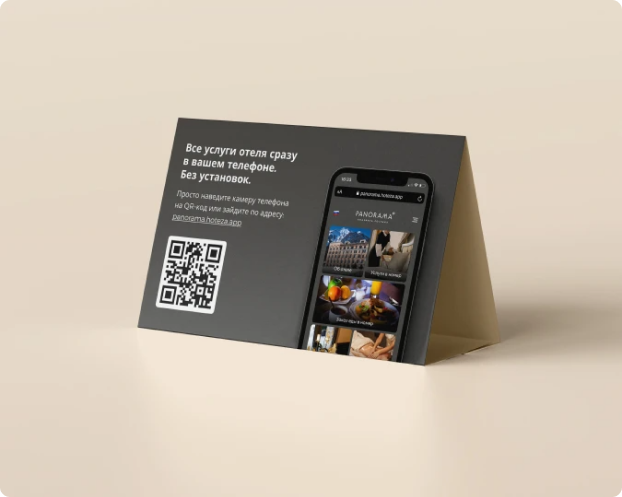 Все услуги отеля сразу
в вашем телефоне.
Без установок.
Просто наведите камеру телефона
на QR-код или зайдите по адресу:
panorama.hoteza.app
panorama.hoteza.app
PANORAMA
Об отеле
Услуги в номер